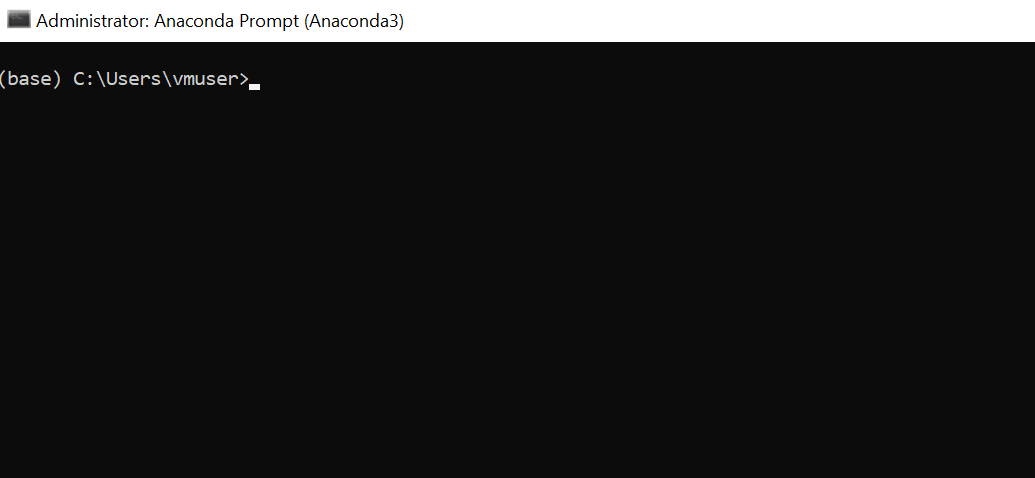 Administrator: Anaconda Prompt (Anaconda3)
(base) C:\Users\vmuser>